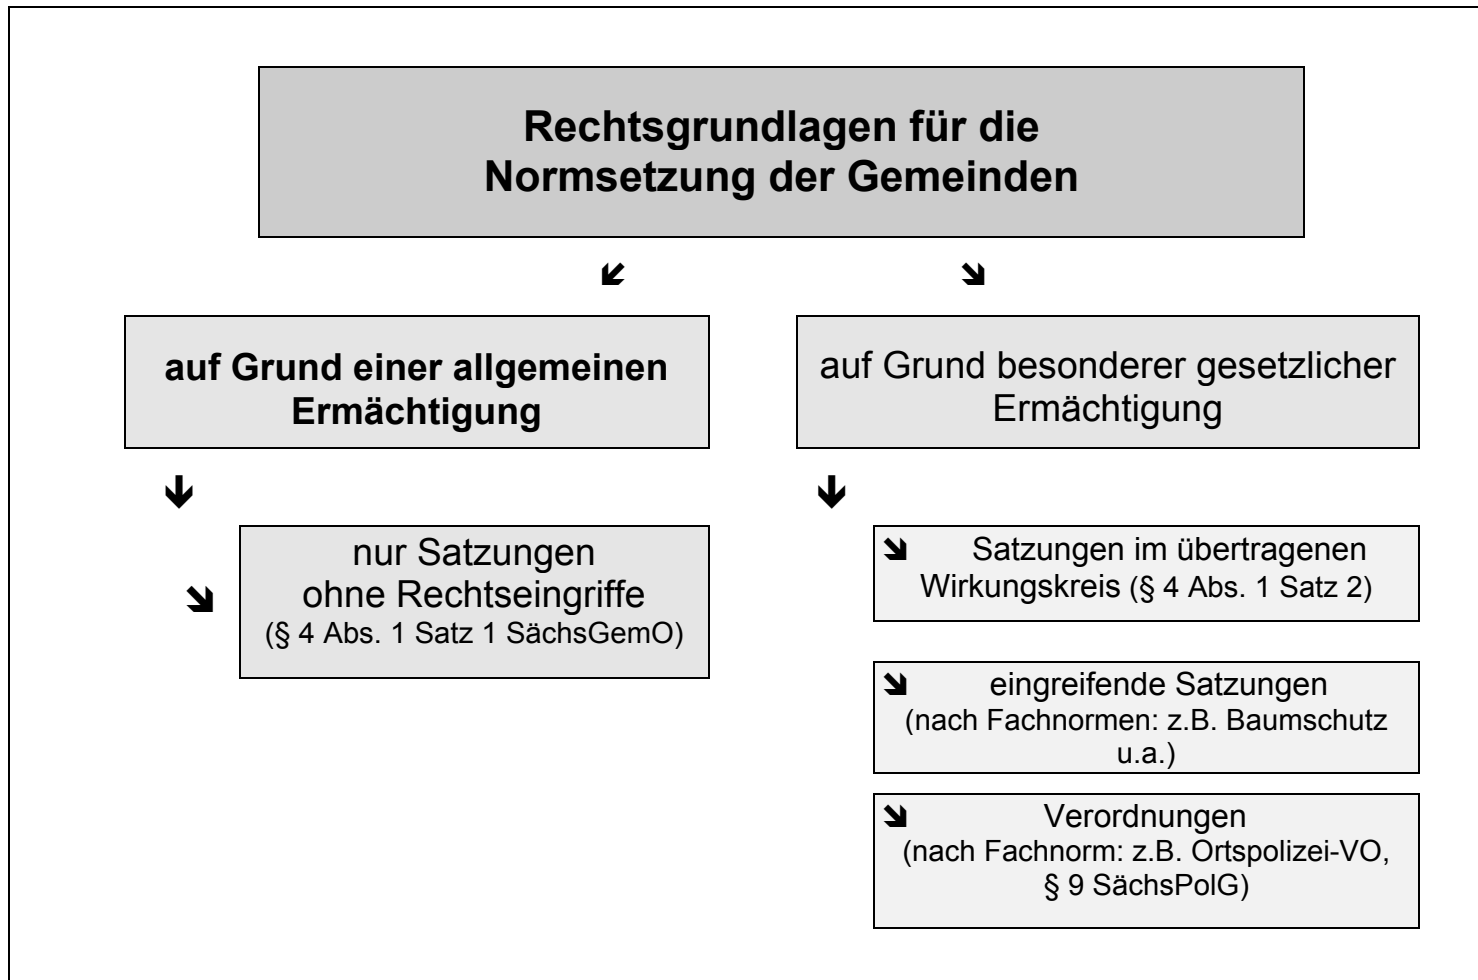 Rechtsgrundlagen für die
Normsetzung der Gemeinden
auf Grund einer allgemeinen
Ermächtigung
nur Satzungen
ohne Rechtseingriffe
(§ 4 Abs. 1 Satz 1 SächsGemO)
auf Grund besonderer gesetzlicher
Ermächtigung
Satzungen im übertragenen
Wirkungskreis (§ 4 Abs. 1 Satz 2)
eingreifende Satzungen
(nach Fachnormen: z.B. Baumschutz
u.a.)
Verordnungen
(nach Fachnorm: z.B. Ortspolizei-VO,
§ 9 SächsPolG)